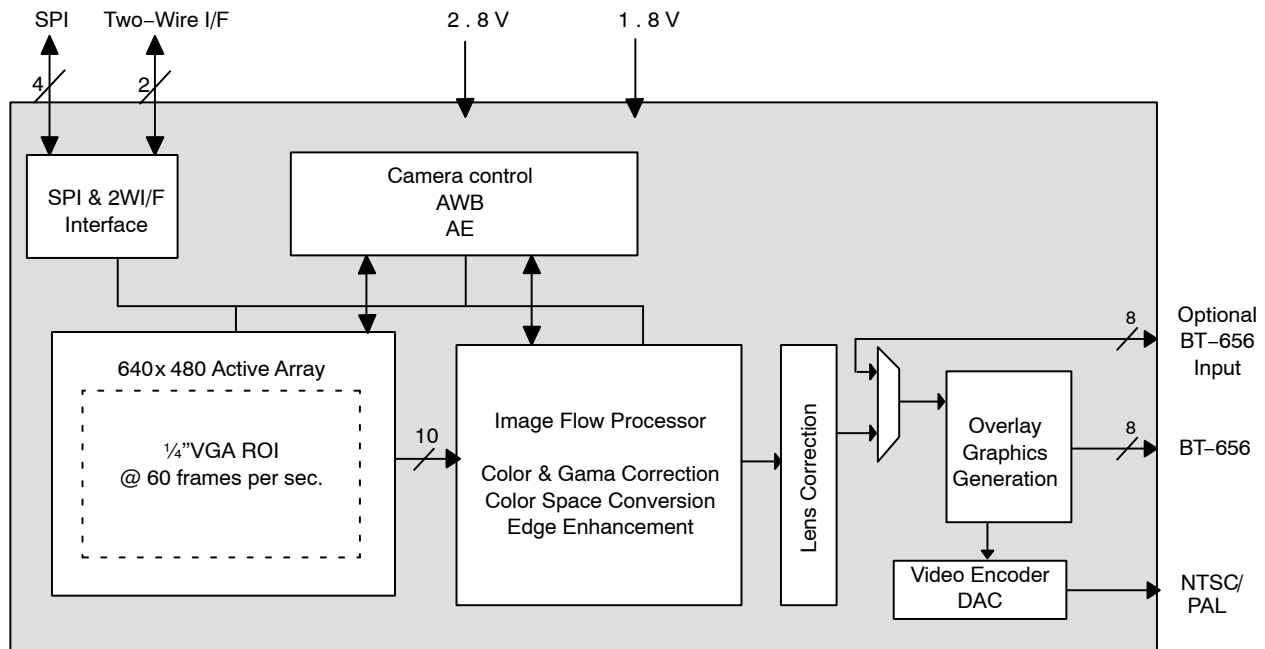 SPI
Two−Wire I/F
2 . 8 V
1 . 8 V
4
2
SPI & 2WI/F
Interface
Camera control
AWB
AE
640x 480 Active Array
¼”VGA ROI
@ 60 frames per sec.
10
Image Flow Processor
Color & Gama Correction
Color Space Conversion
Edge Enhancement
Lens Correction
8
Optional
BT−656
Input
Overlay
Graphics
Generation
8
BT−656
Video Encoder
DAC
NTSC/
PAL